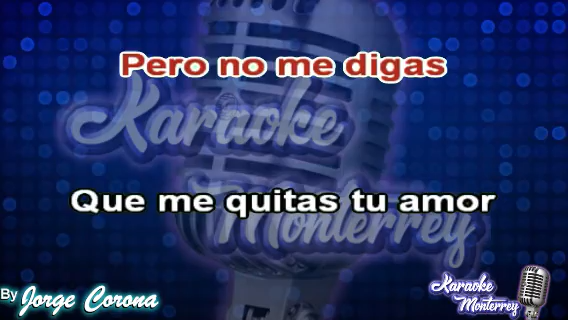 Pero no me digas
Karaoke
Monterrey
Que me quitas tu amor
By Jorge Corona
Karaoke
Monterrey